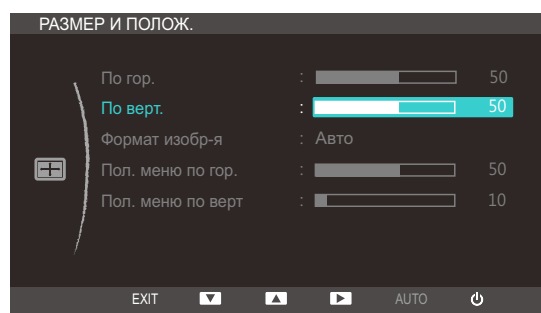 РАЗМЕР И ПОЛОЖ.
По гор. : 50
По верт. : 50
Формат изобр-я : Авто
Пол. меню по гор. : 50
Пол. меню по верт : 10
EXIT AUTO